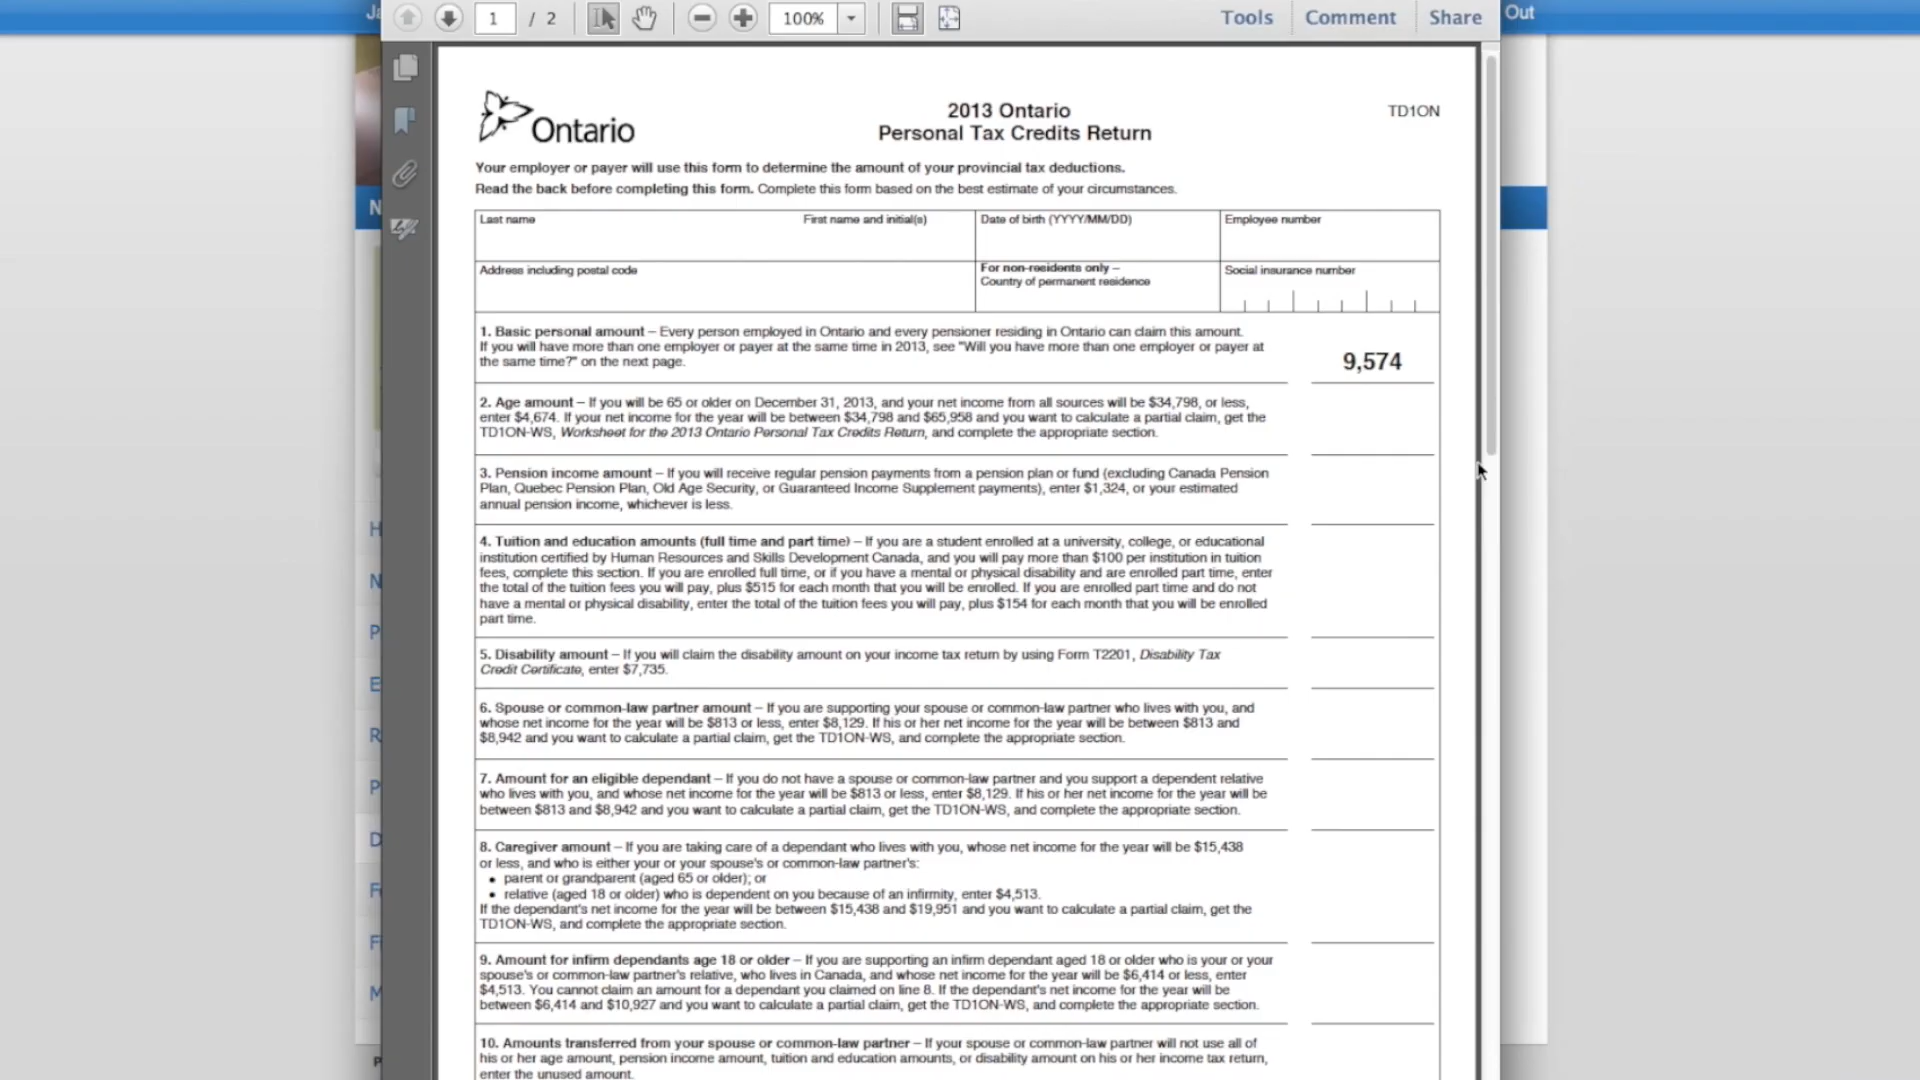 Out
1 / 2
100%
Tools
Comment
Share
Ontario
2013 Ontario
Personal Tax Credits Return
TD1ON
Your employer or payer will use this form to determine the amount of your provincial tax deductions.
Read the back before completing this form. Complete this form based on the best estimate of your circumstances.
Last name
First name and initial(s)
Date of birth (YYYY/MM/DD)
Employee number
Address including postal code
For non-residents only –
Country of permanent residence
Social insurance number
1. Basic personal amount – Every person employed in Ontario and every pensioner residing in Ontario can claim this amount.
If you will have more than one employer or payer at the same time in 2013, see "Will you have more than one employer or payer at
the same time?" on the next page.
9,574
2. Age amount – If you will be 65 or older on December 31, 2013, and your net income from all sources will be $34,798, or less,
enter $4,674. If your net income for the year will be between $34,798 and $65,958 and you want to calculate a partial claim, get the
TD1ON-WS, Worksheet for the 2013 Ontario Personal Tax Credits Return, and complete the appropriate section.
3. Pension income amount – If you will receive regular pension payments from a pension plan or fund (excluding Canada Pension
Plan, Quebec Pension Plan, Old Age Security, or Guaranteed Income Supplement payments), enter $1,324, or your estimated
annual pension income, whichever is less.
4. Tuition and education amounts (full time and part time) – If you are a student enrolled at a university, college, or educational
institution certified by Human Resources and Skills Development Canada, and you will pay more than $100 per institution in tuition
fees, complete this section. If you are enrolled full time, or if you have a mental or physical disability and are enrolled part time, enter
the total of the tuition fees you will pay, plus $515 for each month that you will be enrolled. If you are enrolled part time and do not
have a mental or physical disability, enter the total of the tuition fees you will pay, plus $154 for each month that you will be enrolled
part time.
5. Disability amount – If you will claim the disability amount on your income tax return by using Form T2201, Disability Tax
Credit Certificate, enter $7,735.
6. Spouse or common-law partner amount – If you are supporting your spouse or common-law partner who lives with you, and
whose net income for the year will be $813 or less, enter $8,129. If his or her net income for the year will be between $813 and
$8,942 and you want to calculate a partial claim, get the TD1ON-WS, and complete the appropriate section.
7. Amount for an eligible dependant – If you do not have a spouse or common-law partner and you support a dependent relative
who lives with you, and whose net income for the year will be $813 or less, enter $8,129. If his or her net income for the year will be
between $813 and $8,942 and you want to calculate a partial claim, get the TD1ON-WS, and complete the appropriate section.
8. Caregiver amount – If you are taking care of a dependant who lives with you, whose net income for the year will be $15,438
or less, and who is either your or your spouse's or common-law partner's:
• parent or grandparent (aged 65 or older); or
• relative (aged 18 or older) who is dependent on you because of an infirmity, enter $4,513.
If the dependant's net income for the year will be between $15,438 and $19,951 and you want to calculate a partial claim, get the
TD1ON-WS, and complete the appropriate section.
9. Amount for infirm dependants age 18 or older – If you are supporting an infirm dependant aged 18 or older who is your or your
spouse's or common-law partner's relative, who lives in Canada, and whose net income for the year will be $6,414 or less, enter
$4,513. You cannot claim an amount for a dependant you claimed on line 8. If the dependant's net income for the year will be
between $6,414 and $10,927 and you want to calculate a partial claim, get the TD1ON-WS, and complete the appropriate section.
10. Amounts transferred from your spouse or common-law partner – If your spouse or common-law partner will not use all of
his or her age amount, pension income amount, tuition and education amounts, or disability amount on his or her income tax return,
enter the unused amount.